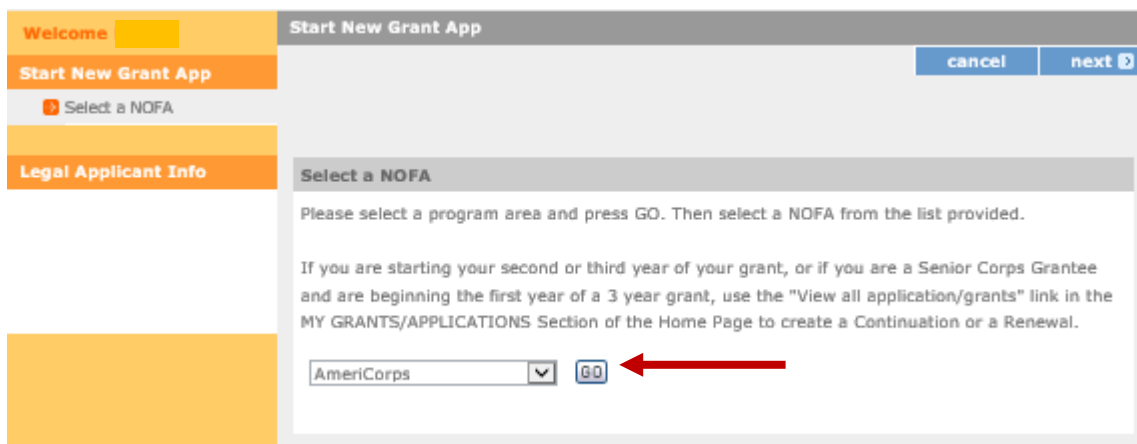 Welcome
Start New Grant App
Select a NOFA
Legal Applicant Info
Start New Grant App
cancel
next
Select a NOFA
Please select a program area and press GO. Then select a NOFA from the list provided.
If you are starting your second or third year of your grant, or if you are a Senior Corps Grantee
and are beginning the first year of a 3 year grant, use the "View all application/grants" link in the
MY GRANTS/APPLICATIONS Section of the Home Page to create a Continuation or a Renewal.
AmeriCorps
GO